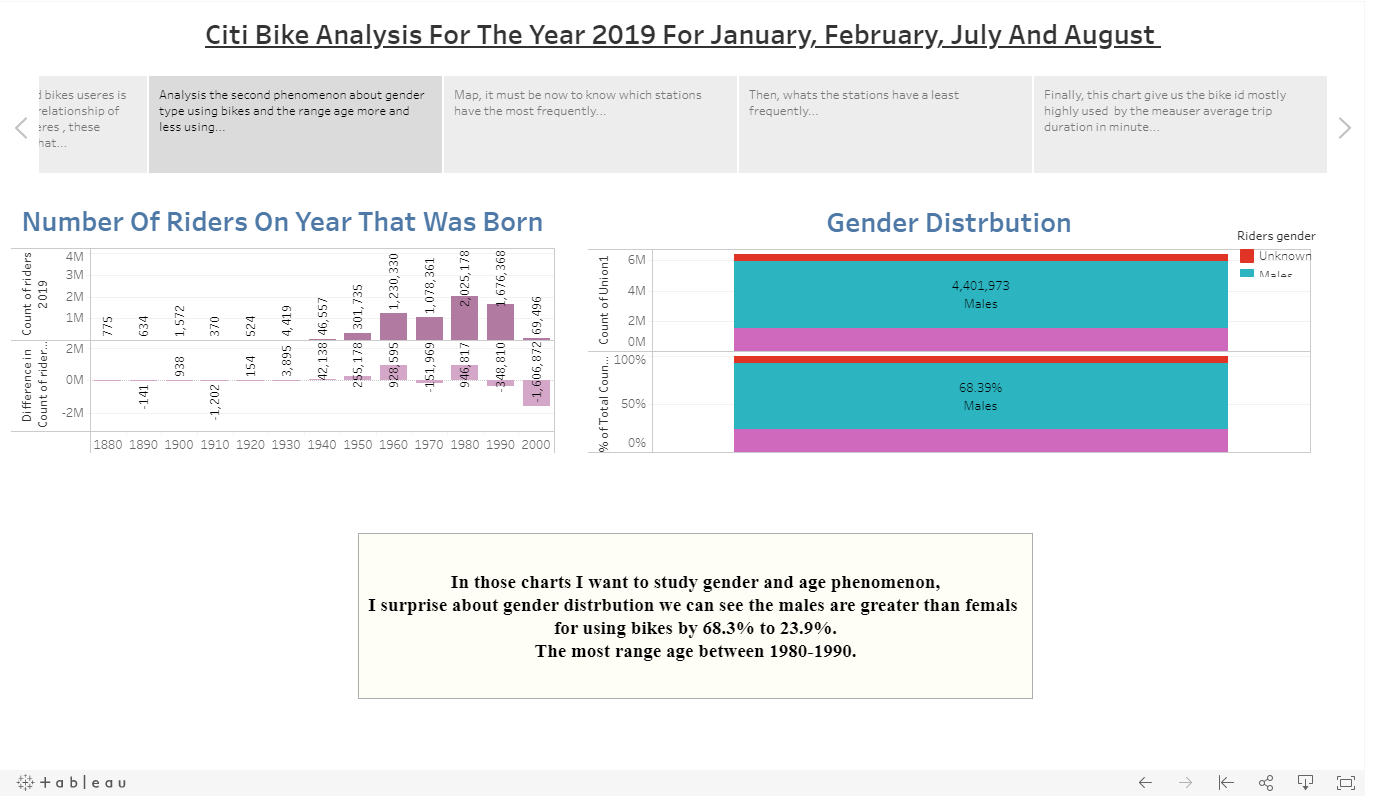 Citi Bike Analysis For The Year 2019 For January, February, July And August
d bikes useres is
relationship of
eres , these
hat...
Analysis the second phenomenon about gender
type using bikes and the range age more and
less using...
Map, it must be now to know which stations
have the most frequently...
Then, whats the stations have a least
frequently...
Finally, this chart give us the bike id mostly
highly used by the meauser average trip
duration in minute...
Number Of Riders On Year That Was Born
Count of riders
2019
4M
3M
2M
1M
775
634
1,572
370
524
4,419
46,557
301,735
1,230,330
1,078,361
2,025,178
1,676,368
69,496
Difference in
Count of rider...
2M
0M
-2M
-141
938
-1,202
154
3,895
42,138
255,178
928,595
-151,969
946,817
-348,810
-1,606,872
1880 1890 1900 1910 1920 1930 1940 1950 1960 1970 1980 1990 2000
Gender Distrbution
Riders gender
Unknown
Males
Count of Union1
6M
4M
2M
0M
4,401,973
Males
% of Total Coun...
100%
50%
0%
68.39%
Males
In those charts I want to study gender and age phenomenon,
I surprise about gender distrbution we can see the males are greater than femals
for using bikes by 68.3% to 23.9%.
The most range age between 1980-1990.
+ableau